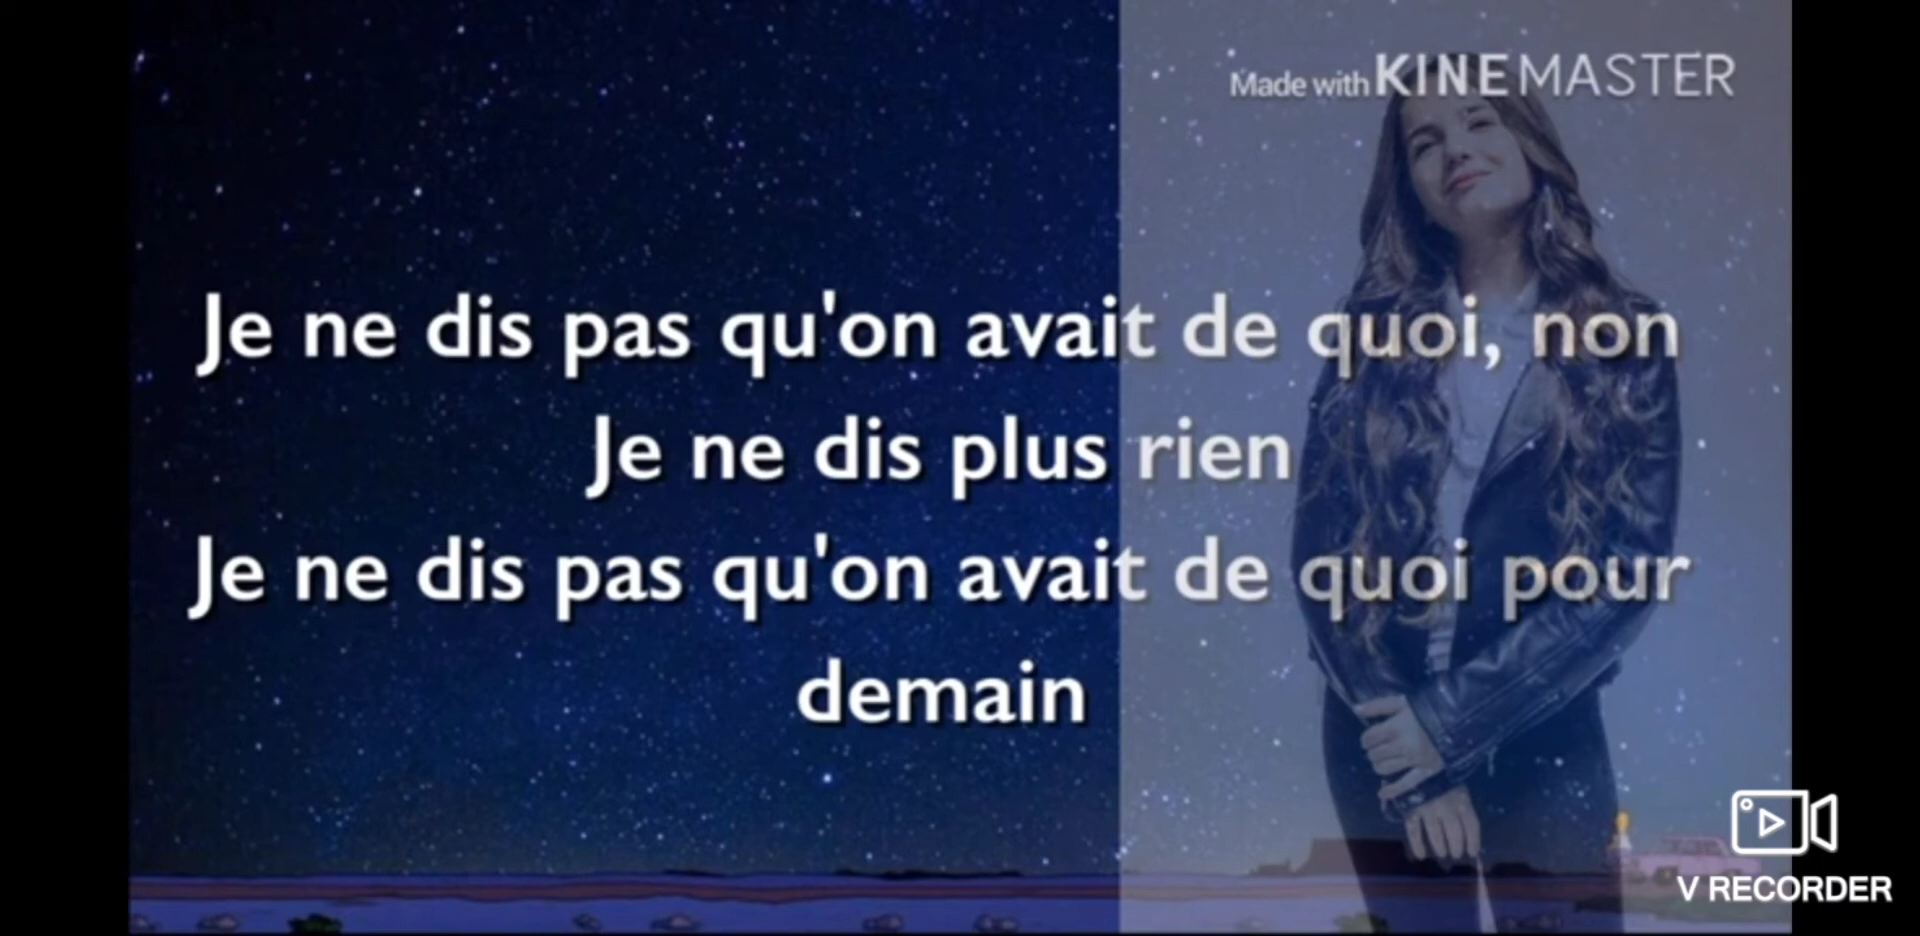 Made with KINEMASTER
Je ne dis pas qu'on avait de quoi, non
Je ne dis plus rien
Je ne dis pas qu'on avait de quoi pour
demain
V RECORDER